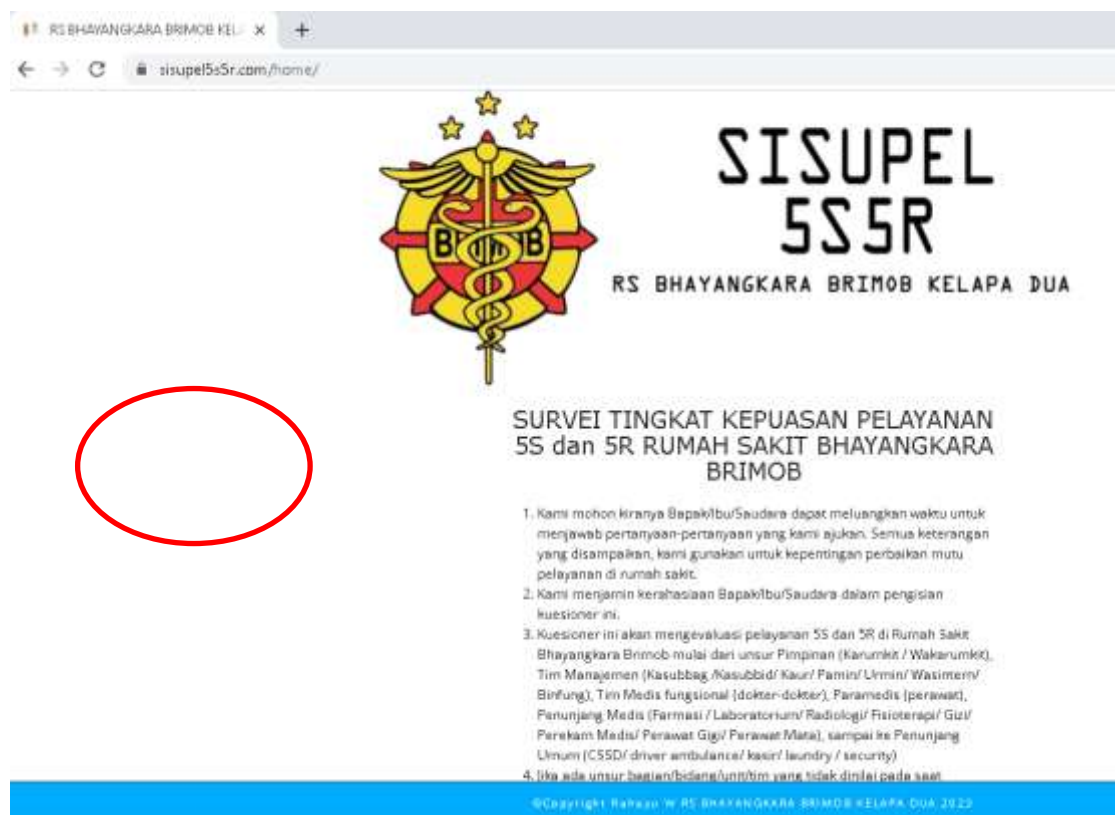 RS BHAYANGKARA BRIMOB KEL
sisupel5s5r.com/home/
BRIMOB
SISUPEL
5S5R
RS BHAYANGKARA BRIMOB KELAPA DUA
SURVEI TINGKAT KEPUASAN PELAYANAN
5S dan 5R RUMAH SAKIT BHAYANGKARA
BRIMOB
1. Kami mohon kiranya Bapak/Ibu/Saudara dapat meluangkan waktu untuk
menjawab pertanyaan-pertanyaan yang kami ajukan. Semua keterangan
yang disampaikan, kami gunakan untuk kepentingan perbaikan mutu
pelayanan di rumah sakit.
2. Kami menjamin kerahasiaan Bapak/Ibu/Saudara dalam pengisian
kuesioner ini.
3. Kuesioner ini akan mengevaluasi pelayanan 5S dan 5R di Rumah Sakit
Bhayangkara Brimob mulai dari unsur Pimpinan (Karumkit / Wakarumkit),
Tim Manajemen (Kasubbag /Kasubbid/ Kaur/ Pamin/ Urmin/ Wasintern/
Binfung), Tim Medis fungsional (dokter-dokter), Paramedis (perawat),
Penunjang Medis (Farmasi / Laboratorium/ Radiologi/ Fisioterapi/ Gizi/
Perekam Medis/ Perawat Gigi/ Perawat Mata), sampai ke Penunjang
Umum (CSSD/ driver ambulance/ kasir/ laundry / security)
4. Jika ada unsur bagian/bidang/unit/tim yang tidak dinilai pada saat
©Copyright Rahayu W RS BHAYANGKARA BRIMOB KELAPA DUA 2023